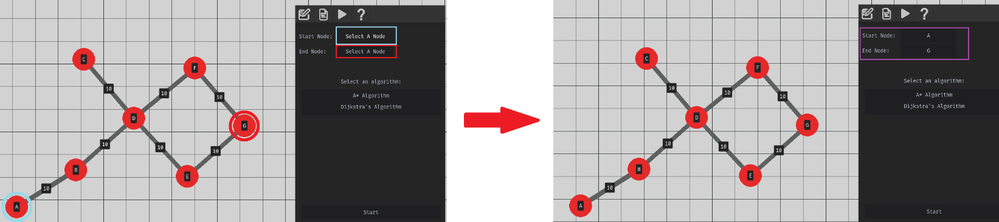 ?
Start Node: Select A Node
End Node: Select A Node
C
F
10
10
10
Select an algorithm:
A* Algorithm
Dijkstra's Algorithm
D
G
10
10
10
B
E
10
A
Start
?
Start Node: A
End Node: G
C
F
10
10
10
Select an algorithm:
A* Algorithm
Dijkstra's Algorithm
D
G
10
10
10
B
E
10
A
Start